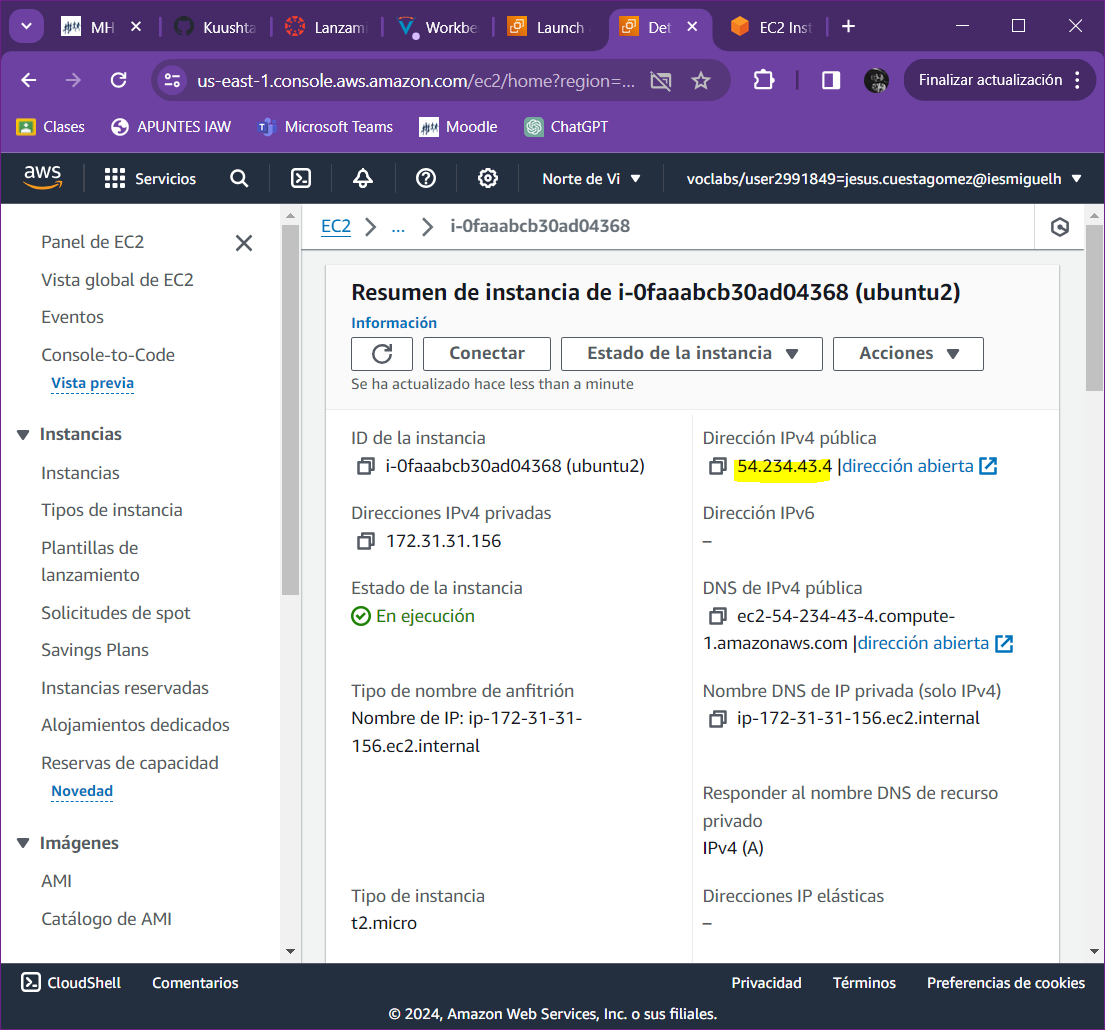 MH
Kuushta
Lanzami
Workbe
Launch
Det
EC2 Inst
us-east-1.console.aws.amazon.com/ec2/home?region=...
Finalizar actualización
Clases
APUNTES IAW
Microsoft Teams
Moodle
ChatGPT
aws
Servicios
Norte de Vi
voclabs/user2991849=jesus.cuestagomez@iesmiguelh
Panel de EC2
Vista global de EC2
Eventos
Console-to-Code
Vista previa
Instancias
Instancias
Tipos de instancia
Plantillas de
lanzamiento
Solicitudes de spot
Savings Plans
Instancias reservadas
Alojamientos dedicados
Reservas de capacidad
Novedad
Imágenes
AMI
Catálogo de AMI
EC2 > ... > i-0faaabcb30ad04368
Resumen de instancia de i-0faaabcb30ad04368 (ubuntu2)
Información
Conectar
Estado de la instancia
Acciones
Se ha actualizado hace less than a minute
ID de la instancia
i-0faaabcb30ad04368 (ubuntu2)
Dirección IPv4 pública
54.234.43.4 |dirección abierta
Direcciones IPv4 privadas
172.31.31.156
Dirección IPv6
–
Estado de la instancia
En ejecución
DNS de IPv4 pública
ec2-54-234-43-4.compute-
1.amazonaws.com |dirección abierta
Tipo de nombre de anfitrión
Nombre de IP: ip-172-31-31-
156.ec2.internal
Nombre DNS de IP privada (solo IPv4)
ip-172-31-31-156.ec2.internal
Responder al nombre DNS de recurso
privado
IPv4 (A)
Tipo de instancia
t2.micro
Direcciones IP elásticas
–
CloudShell
Comentarios
Privacidad
Términos
Preferencias de cookies
© 2024, Amazon Web Services, Inc. o sus filiales.